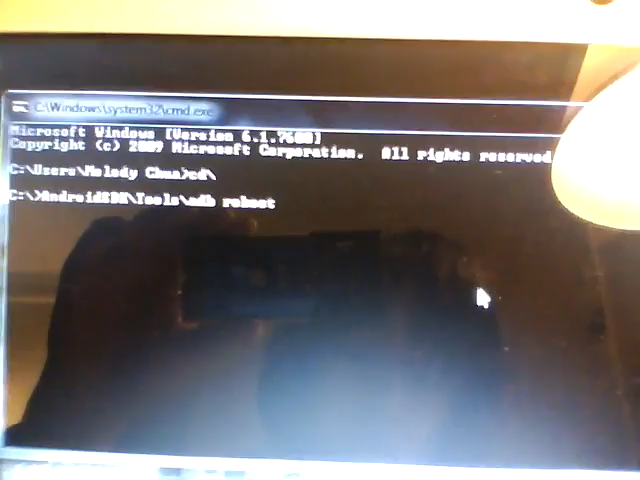 C:\Windows\system32\cmd.exe
Microsoft Windows [Version 6.1.7600]
Copyright (c) 2009 Microsoft Corporation. All rights reserved
C:\Users\Melody Chua>cd\
C:\>AndroidSDK\Tools\adb reboot